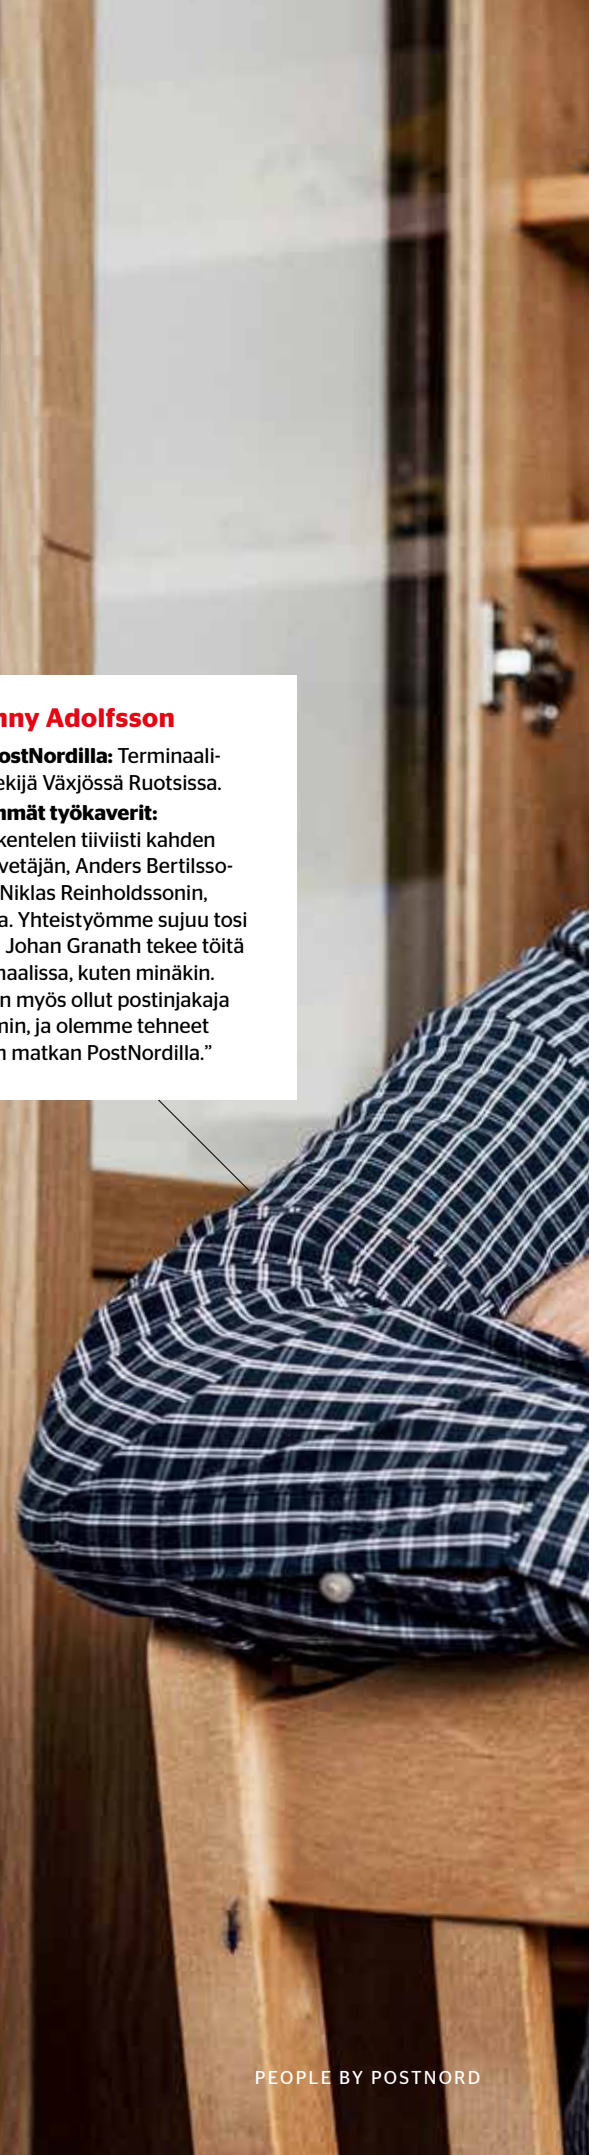 nny Adolfsson
ostNordilla: Terminaali-
ekijä Växjössä Ruotsissa.
mmät työkaverit:
kentelen tiiviisti kahden
vetäjän, Anders Bertilsso-
Niklas Reinholdssonin,
a. Yhteistyömme sujuu tosi
Johan Granath tekee töitä
naalissa, kuten minäkin.
n myös ollut postinjakaja
nin, ja olemme tehneet
n matkan PostNordilla.”
PEOPLE BY POSTNORD